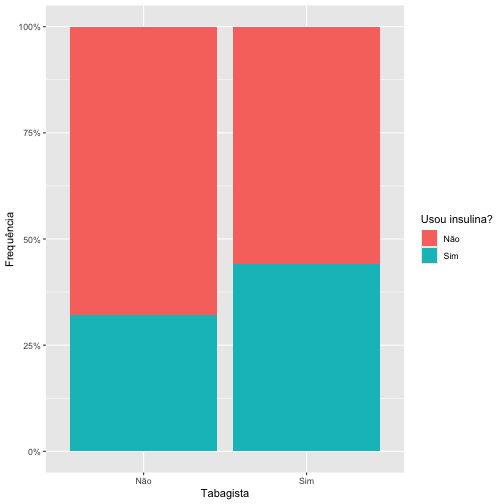 100%
75%
50%
25%
0%
Frequência
Não
Sim
Tabagista
Usou insulina?
Não
Sim